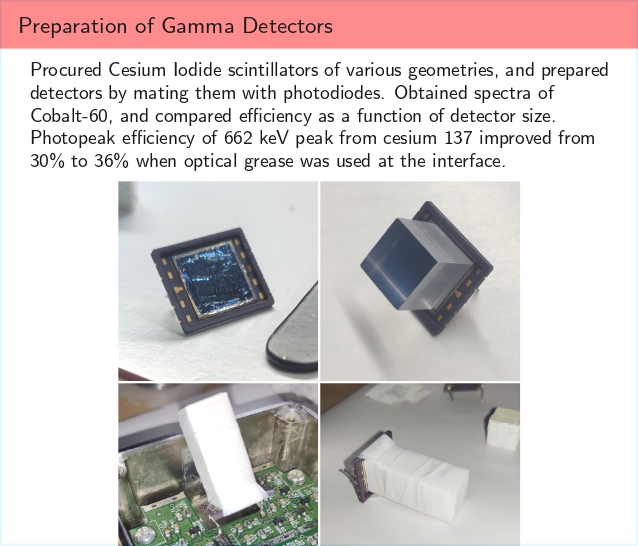 Preparation of Gamma Detectors
Procured Cesium Iodide scintillators of various geometries, and prepared
detectors by mating them with photodiodes. Obtained spectra of
Cobalt-60, and compared efficiency as a function of detector size.
Photopeak efficiency of 662 keV peak from cesium 137 improved from
30% to 36% when optical grease was used at the interface.